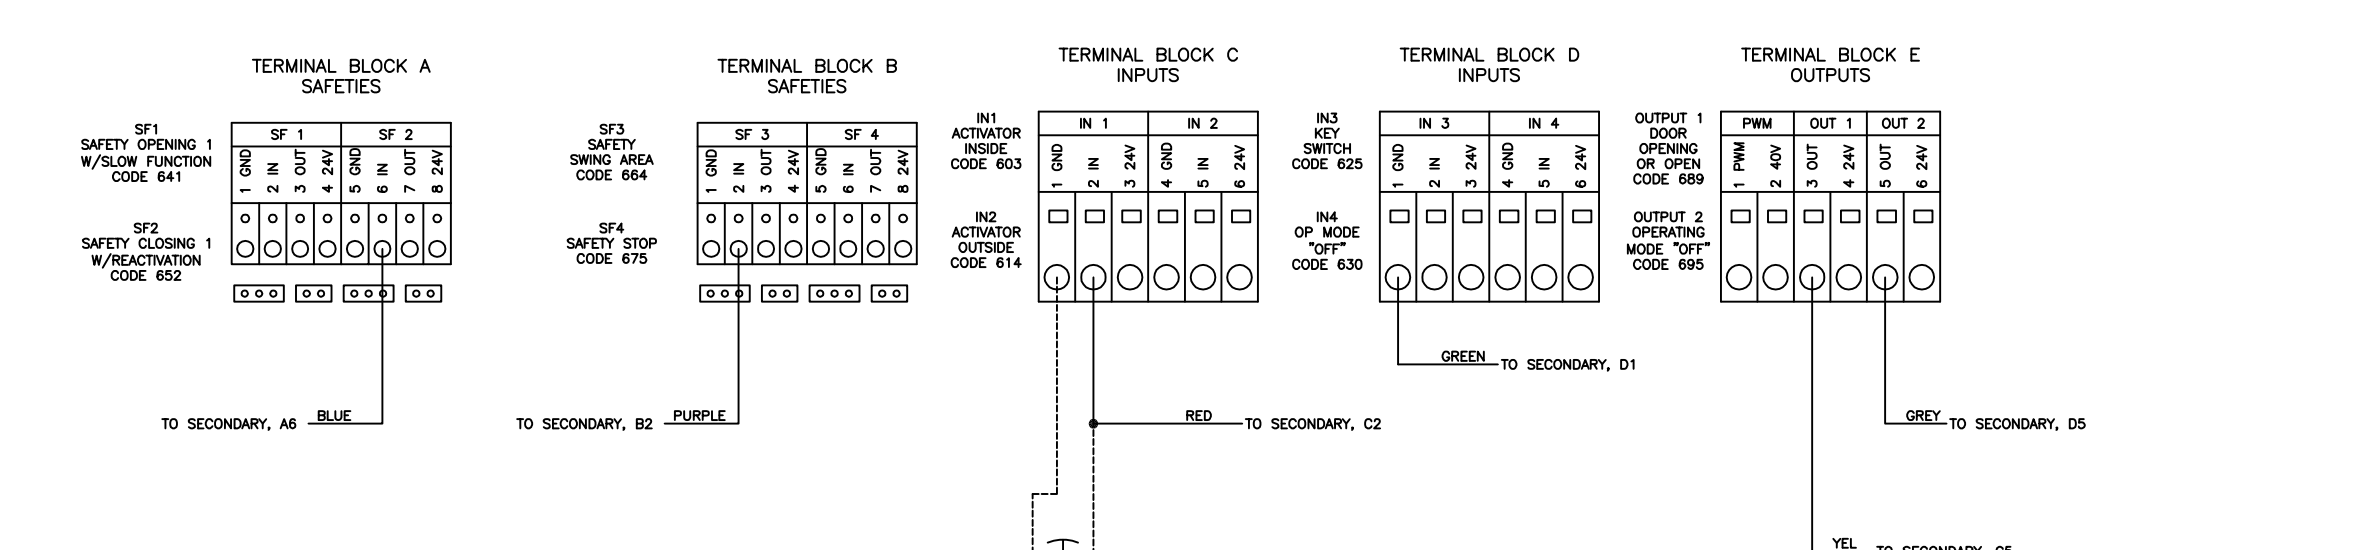 TERMINAL BLOCK A
SAFETIES
SF1
SAFETY OPENING 1
W/SLOW FUNCTION
CODE 641
SF2
SAFETY CLOSING 1
W/REACTIVATION
CODE 652
SF 1
SF 2
1 GND
2 IN
3 OUT
4 24V
5 GND
6 IN
7 OUT
8 24V
TO SECONDARY, A6
BLUE
TERMINAL BLOCK B
SAFETIES
SF3
SAFETY
SWING AREA
CODE 664
SF4
SAFETY STOP
CODE 675
SF 3
SF 4
1 GND
2 IN
3 OUT
4 24V
5 GND
6 IN
7 OUT
8 24V
TO SECONDARY, B2
PURPLE
TERMINAL BLOCK C
INPUTS
IN1
ACTIVATOR
INSIDE
CODE 603
IN2
ACTIVATOR
OUTSIDE
CODE 614
IN 1
IN 2
1 GND
2 IN
3 24V
4 GND
5 IN
6 24V
RED
TO SECONDARY, C2
TERMINAL BLOCK D
INPUTS
IN3
KEY
SWITCH
CODE 625
IN4
OP MODE
"OFF"
CODE 630
IN 3
IN 4
1 GND
2 IN
3 24V
4 GND
5 IN
6 24V
GREEN
TO SECONDARY, D1
TERMINAL BLOCK E
OUTPUTS
OUTPUT 1
DOOR
OPENING
OR OPEN
CODE 689
OUTPUT 2
OPERATING
MODE "OFF"
CODE 695
PWM
OUT 1
OUT 2
1 PWM
2 40V
3 OUT
4 24V
5 OUT
6 24V
GREY
TO SECONDARY, D5
YEL
TO SECONDARY, C5